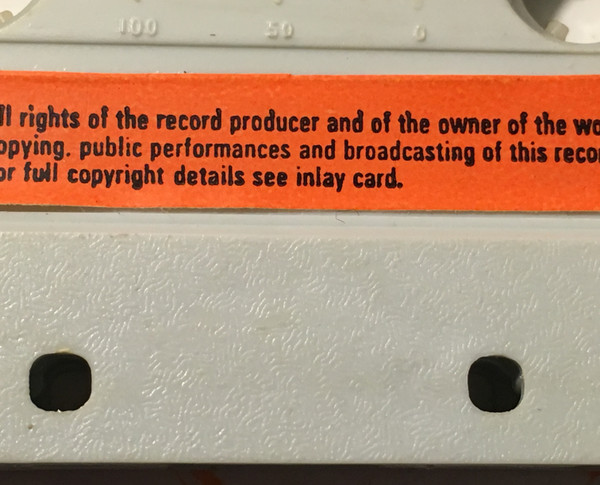 100 50 0
ll rights of the record producer and of the owner of the wo
opying. public performances and broadcasting of this recor
or full copyright details see inlay card.